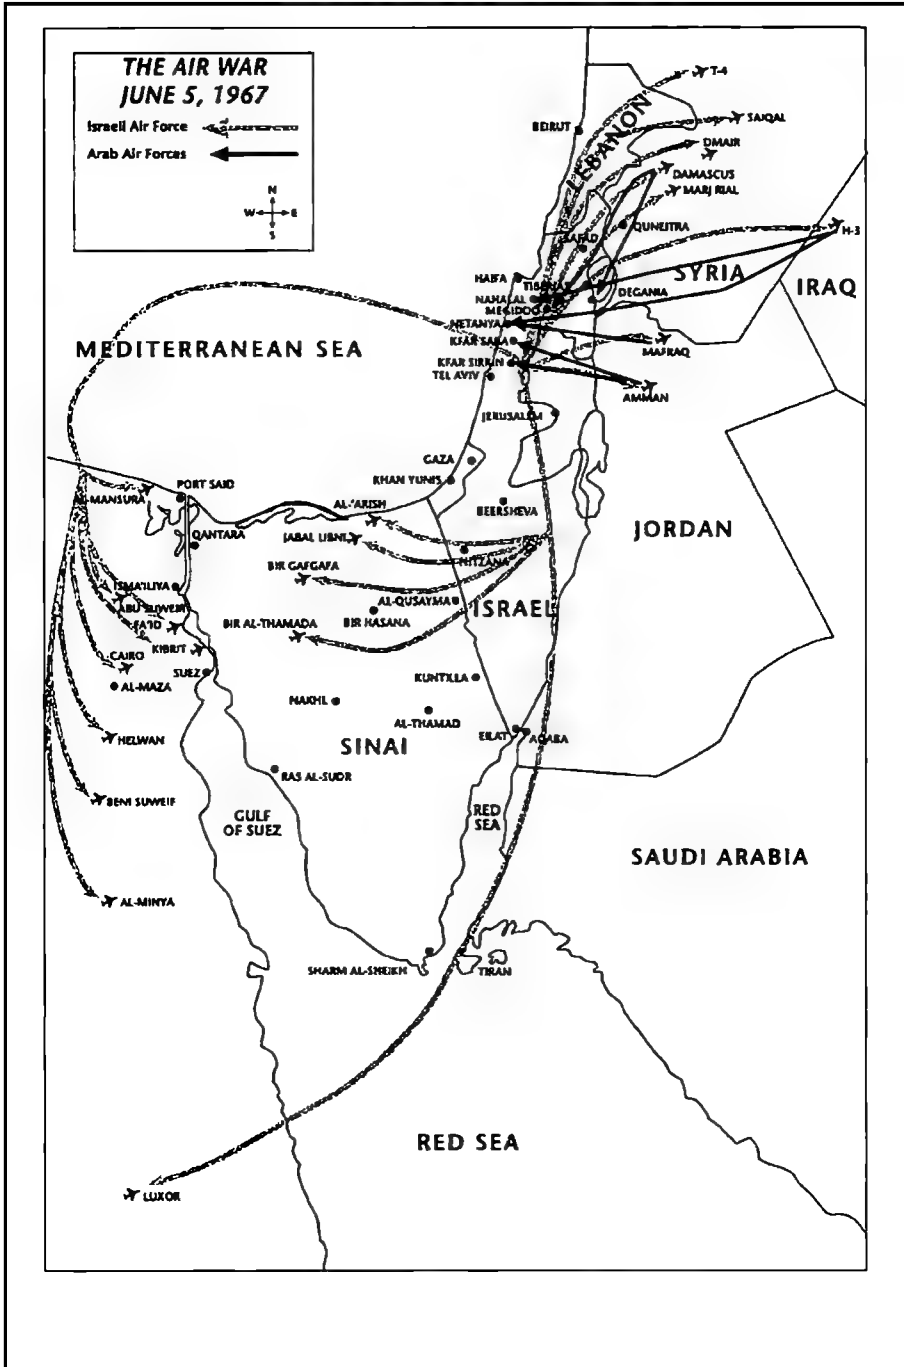 THE AIR WAR
JUNE 5, 1967
Israeli Air Force
Arab Air Forces
N
W E
S
T-4
SAIQAL
BEIRUT
LEBANON
DMAIR
DAMASCUS
MARJ RIAL
QUNEITRA
SAFAD
H-3
SYRIA
IRAQ
HAIFA
DEGANIA
NAHALAL
MEGIDDO
NETANYA
MEDITERRANEAN SEA
KFAR SABA
MAFRAQ
KFAR SIRKIN
TEL AVIV
AMMAN
JERUSALEM
GAZA
KHAN YUNIS
PORT SAID
AL-MANSURA
AL-'ARISH
BEERSHEVA
JORDAN
QANTARA
JABAL LIBNI
NITZANA
BIR GAFGAFA
ISMA'ILIYA
ABU SUWEIR
AL-QUSAYMA
ISRAEL
FA'ID
BIR AL-THAMADA
BIR HASANA
KIBRIT
CAIRO
SUEZ
AL-MAZA
KUNTILLA
NAKHL
AL-THAMAD
HELWAN
SINAI
EILAT
AQABA
RAS AL-SUDR
BENI SUWEIF
GULF
OF SUEZ
RED
SEA
SAUDI ARABIA
AL-MINYA
SHARM AL-SHEIKH
TIRAN
RED SEA
LUXOR